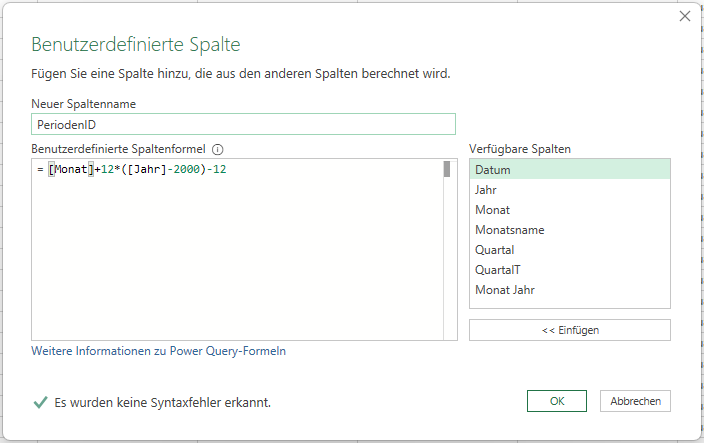 Benutzerdefinierte Spalte
Fügen Sie eine Spalte hinzu, die aus den anderen Spalten berechnet wird.
Neuer Spaltenname
PeriodenID
Benutzerdefinierte Spaltenformel
= [Monat]+12*([Jahr]-2000)-12
Verfügbare Spalten
Datum
Jahr
Monat
Monatsname
Quartal
QuartalT
Monat Jahr
<< Einfügen
Weitere Informationen zu Power Query-Formeln
Es wurden keine Syntaxfehler erkannt.
OK
Abbrechen